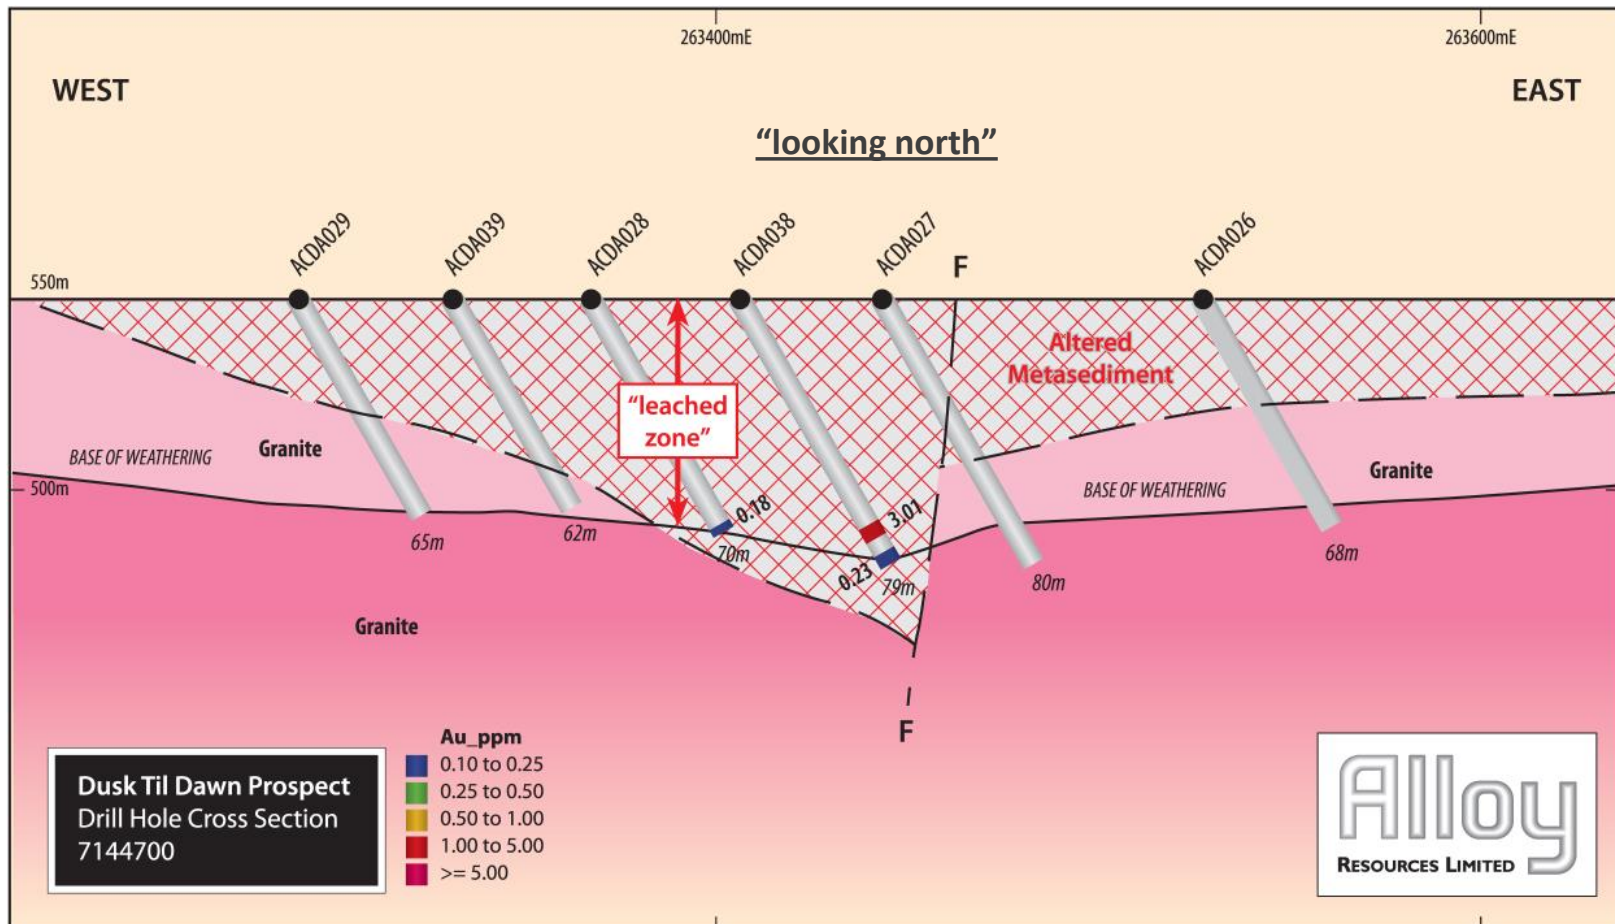 263400mE
263600mE
WEST
EAST
“looking north”
ACDA029
ACDA039
ACDA028
ACDA038
ACDA027
ACDA026
F
550m
Altered
Metasediment
“leached
zone”
BASE OF WEATHERING
Granite
Granite
500m
BASE OF WEATHERING
0.18
3.01
65m
62m
70m
0.23
79m
80m
68m
Granite
F
Dusk Til Dawn Prospect
Drill Hole Cross Section
7144700
Au_ppm
0.10 to 0.25
0.25 to 0.50
0.50 to 1.00
1.00 to 5.00
>= 5.00
Alloy
RESOURCES LIMITED